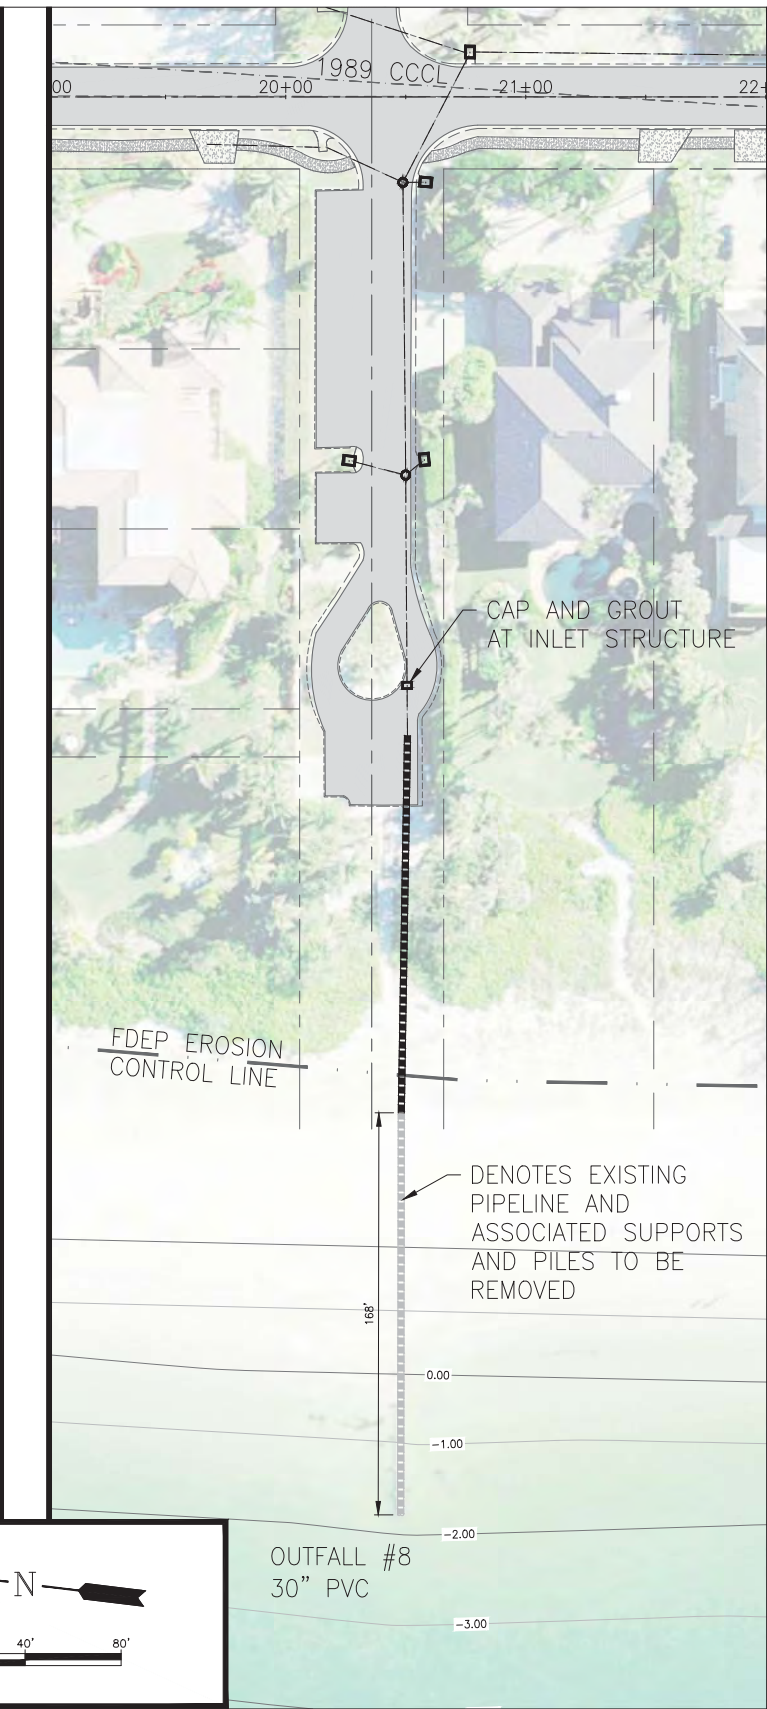 1989 CCCL
00
20+00
21+00
22+
CAP AND GROUT
AT INLET STRUCTURE
FDEP EROSION
CONTROL LINE
DENOTES EXISTING
PIPELINE AND
ASSOCIATED SUPPORTS
AND PILES TO BE
REMOVED
168'
0.00
-1.00
-2.00
OUTFALL #8
30" PVC
-3.00
N
40'
80'